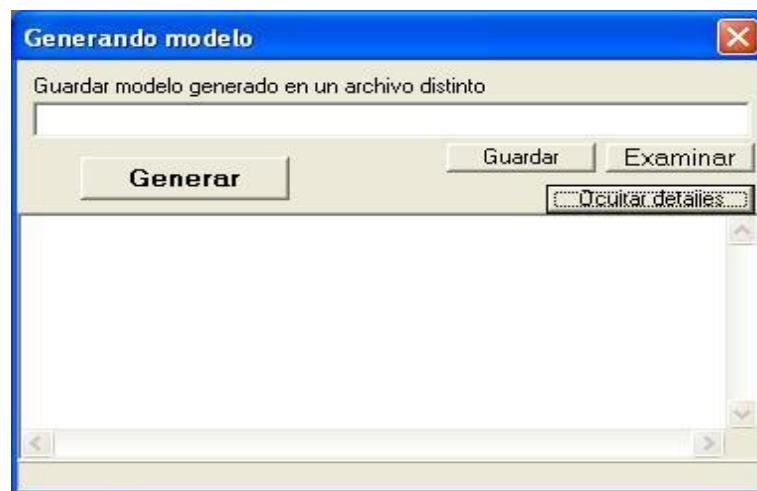 Generando modelo
Guardar modelo generado en un archivo distinto
Guardar
Examinar
Generar
Ocultar detalles